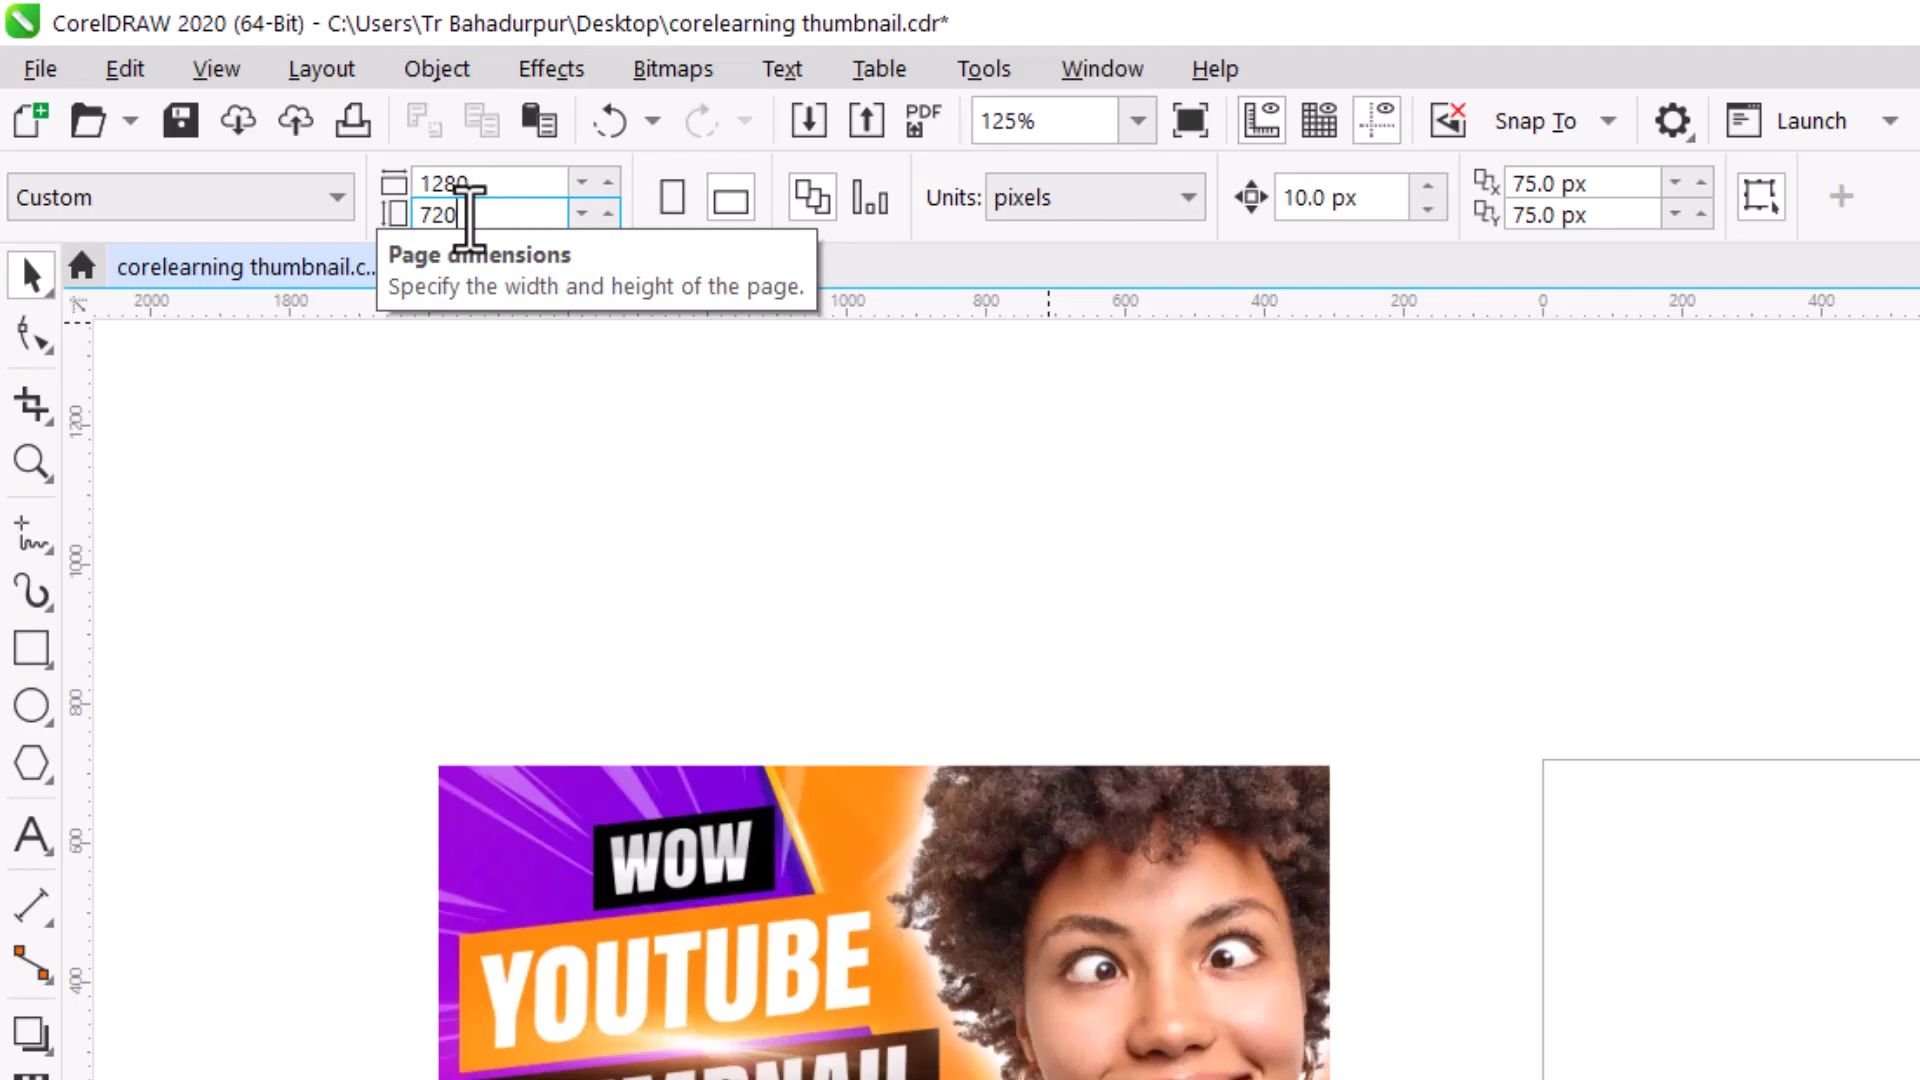 CorelDRAW 2020 (64-Bit) - C:\Users\Tr Bahadurpur\Desktop\corelearning thumbnail.cdr*
File Edit View Layout Object Effects Bitmaps Text Table Tools Window Help
PDF 125% Snap To Launch
Custom 1280 Units: pixels 10.0 px 75.0 px
720 75.0 px
corelearning thumbnail.c...
Page dimensions
Specify the width and height of the page.
2000 1800 1000 800 600 400 200 0 200 400
1200
1000
800
600
400
WOW
YOUTUBE